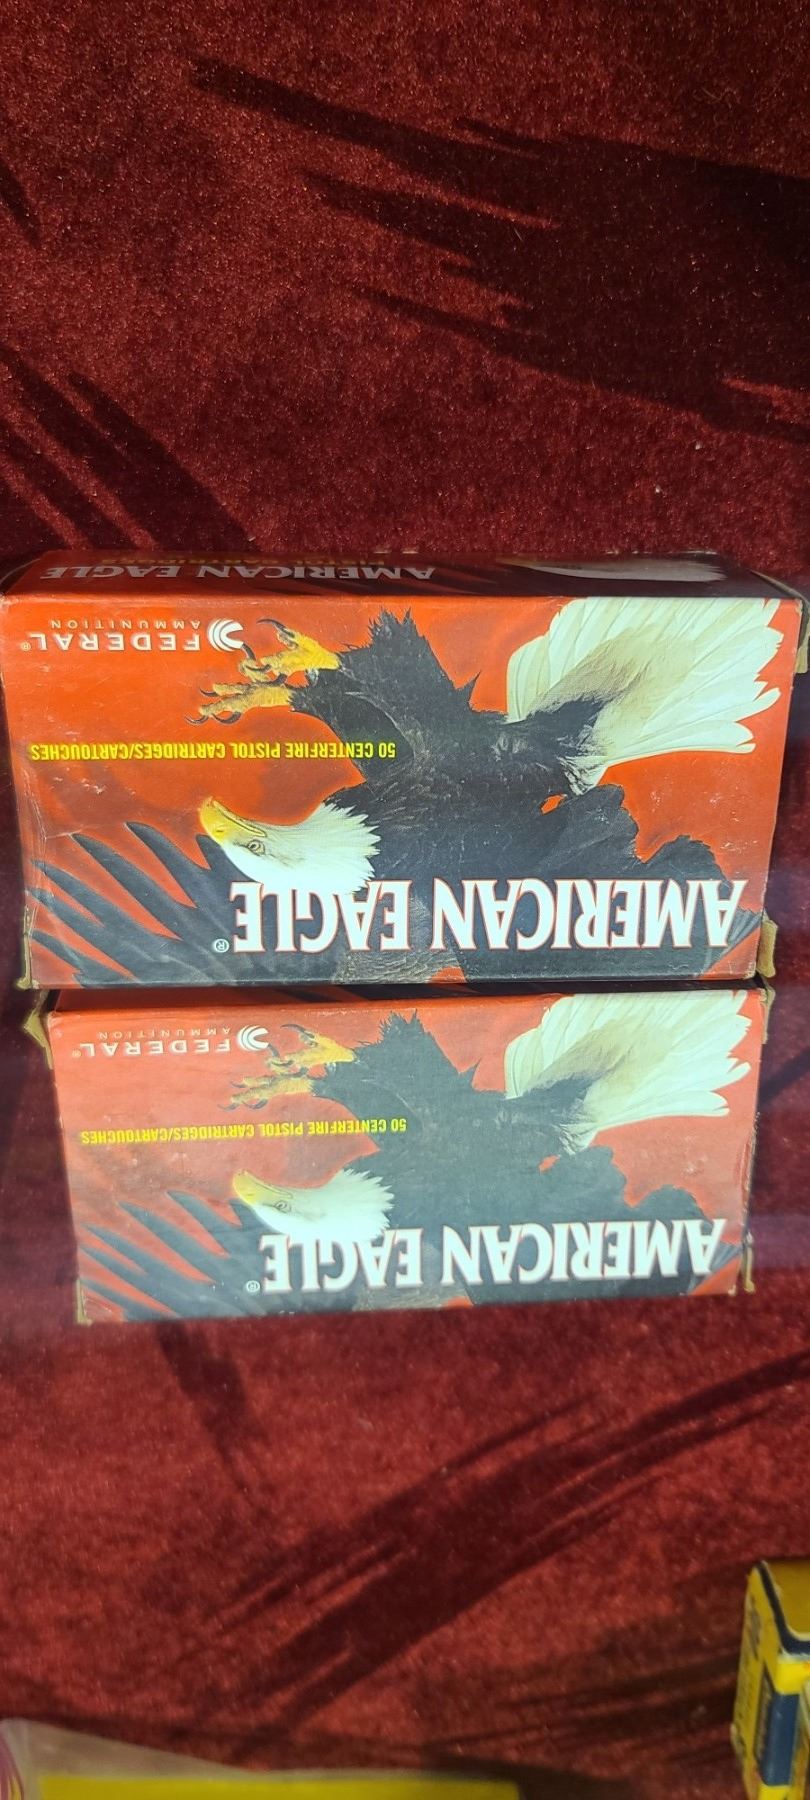 AMERICAN EAGLE®
50 CENTERFIRE PISTOL CARTRIDGES/CARTOUCHES
FEDERAL®
AMMUNITION
AMERICAN EAGLE
AMERICAN EAGLE®
50 CENTERFIRE PISTOL CARTRIDGES/CARTOUCHES
FEDERAL®
AMMUNITION